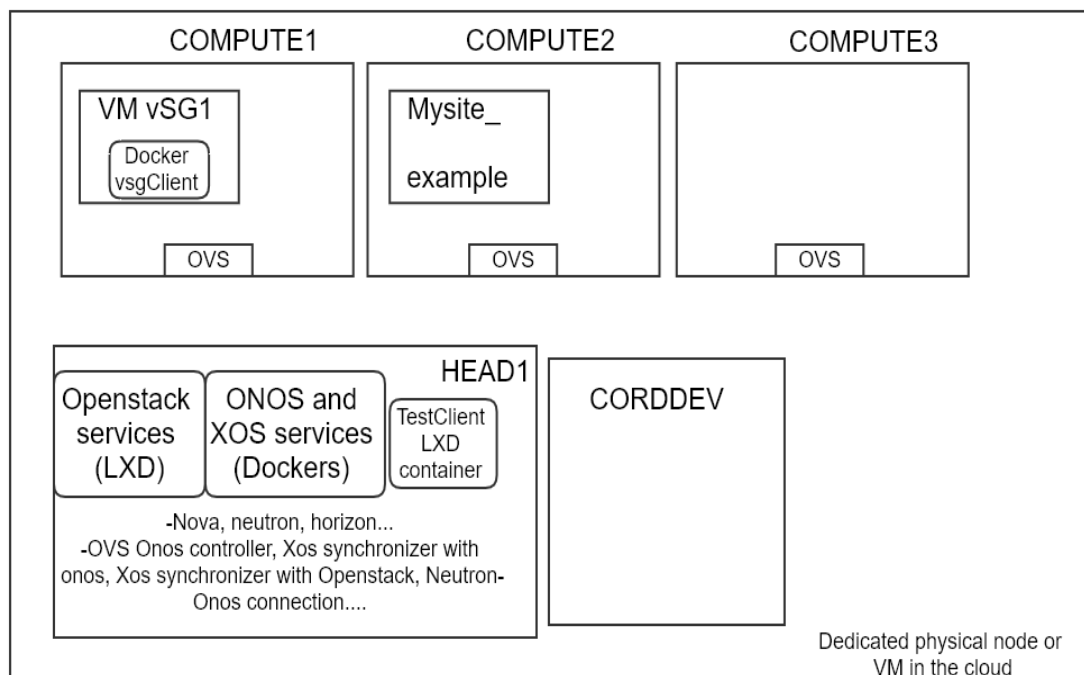 COMPUTE1
COMPUTE2
COMPUTE3
VM vSG1
Docker
vsgClient
OVS
Mysite_
example
OVS
OVS
HEAD1
Openstack
services
(LXD)
ONOS and
XOS services
(Dockers)
TestClient
LXD
container
-Nova, neutron, horizon...
-OVS Onos controller, Xos synchronizer with
onos, Xos synchronizer with Openstack, Neutron-
Onos connection....
CORDDEV
Dedicated physical node or
VM in the cloud